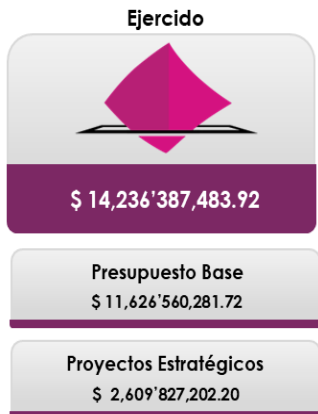 Ejercido
$ 14,236’387,483.92
Presupuesto Base
$ 11,626’560,281.72
Proyectos Estratégicos
$ 2,609’827,202.20